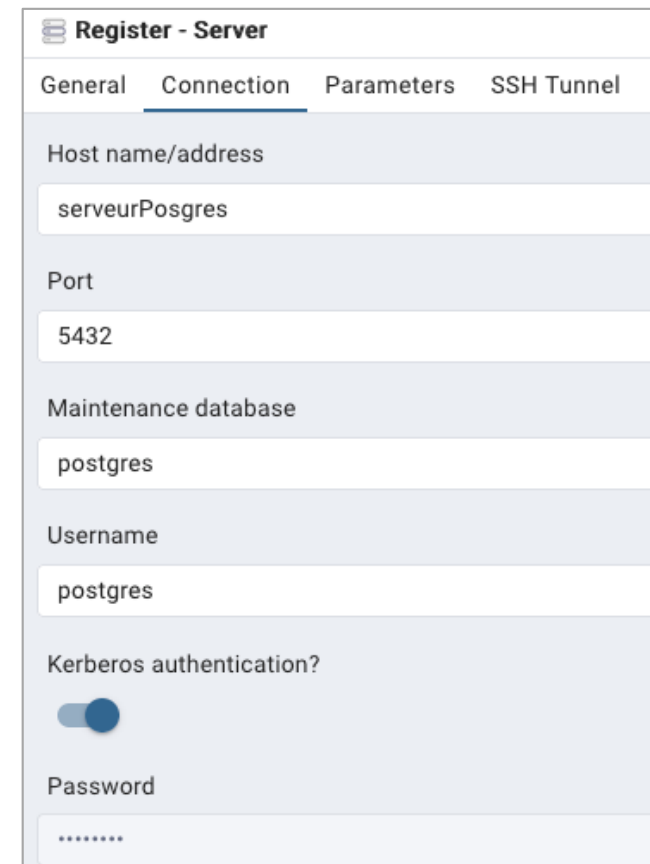 Register - Server
General Connection Parameters SSH Tunnel
Host name/address
serveurPosgres
Port
5432
Maintenance database
postgres
Username
postgres
Kerberos authentication?
Password
••••••••